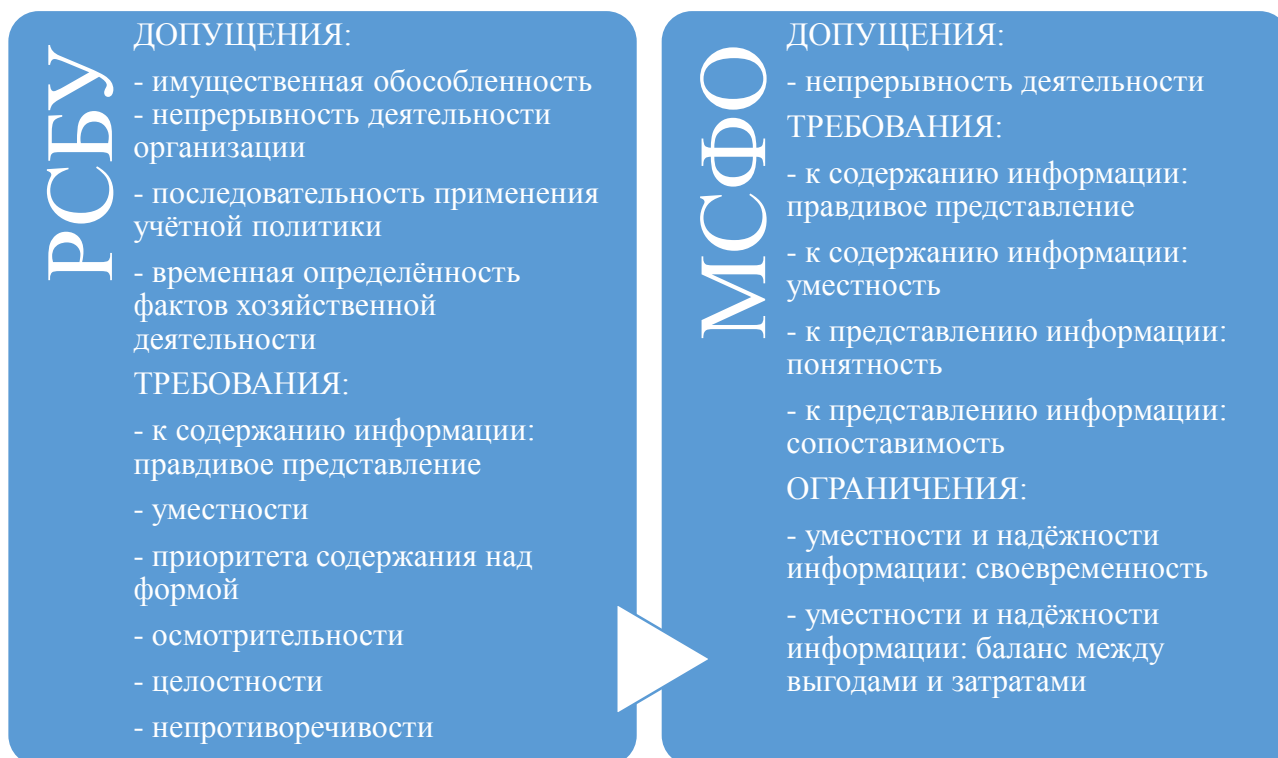 РСБУ
ДОПУЩЕНИЯ:
- имущественная обособленность
- непрерывность деятельности
организации
- последовательность применения
учётной политики
- временная определённость
фактов хозяйственной
деятельности
ТРЕБОВАНИЯ:
- к содержанию информации:
правдивое представление
- уместности
- приоритета содержания над
формой
- осмотрительности
- целостности
- непротиворечивости
МСФО
ДОПУЩЕНИЯ:
- непрерывность деятельности
ТРЕБОВАНИЯ:
- к содержанию информации:
правдивое представление
- к содержанию информации:
уместность
- к представлению информации:
понятность
- к представлению информации:
сопоставимость
ОГРАНИЧЕНИЯ:
- уместности и надёжности
информации: своевременность
- уместности и надёжности
информации: баланс между
выгодами и затратами